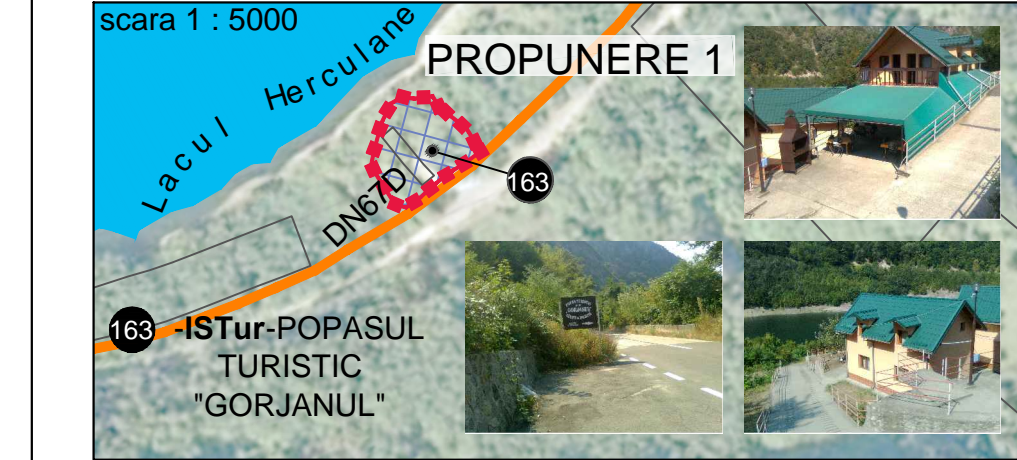 scara 1 : 5000
Lacul Herculane
PROPUNERE 1
163
DN67D
163 -ISTur-POPASUL
TURISTIC
"GORJANUL"